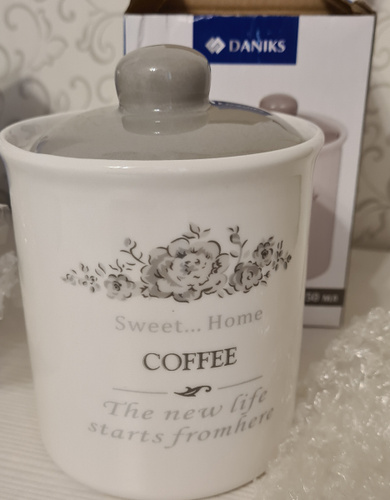 DANIKS
Sweet... Home
COFFEE
The new life
starts fromhere